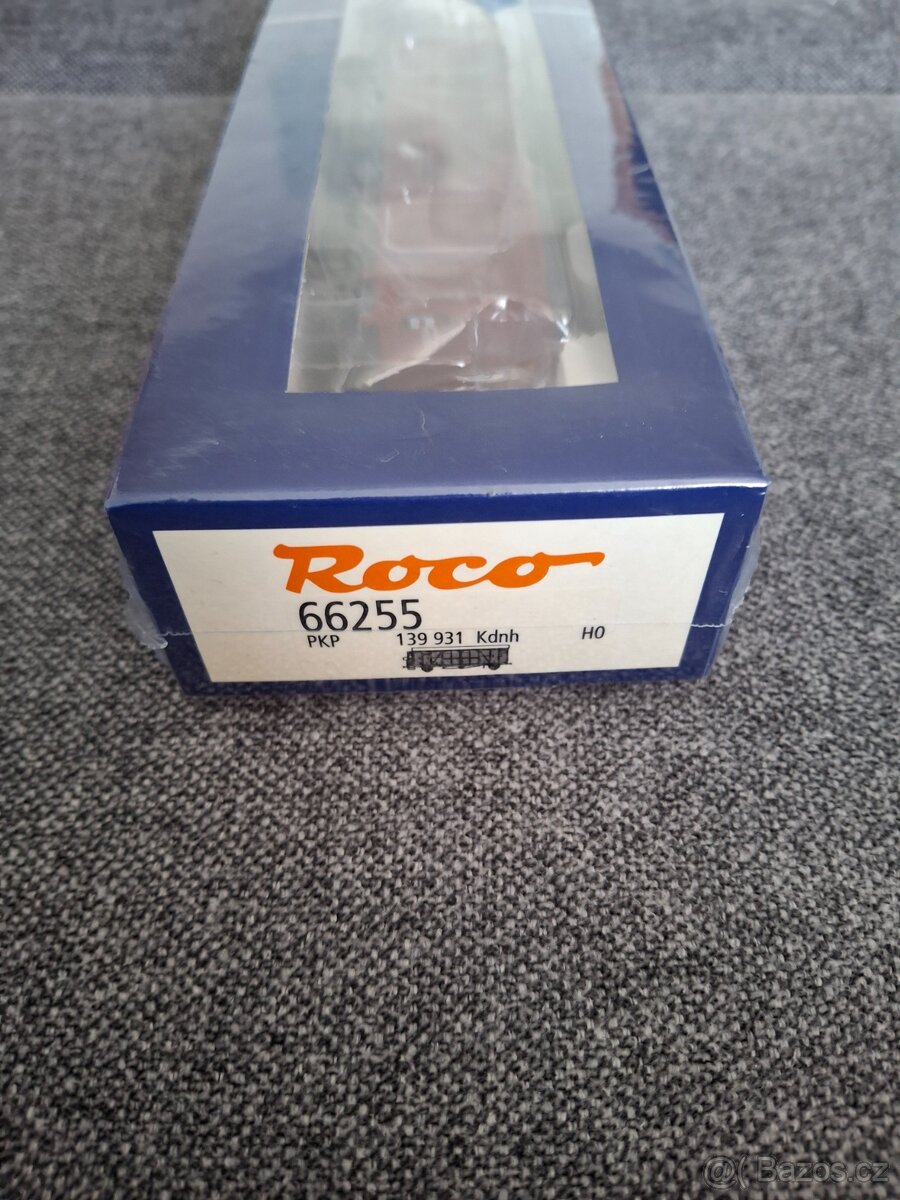 Roco
66255
PKP 139 931 Kdnh H0
@( Bazos.cz